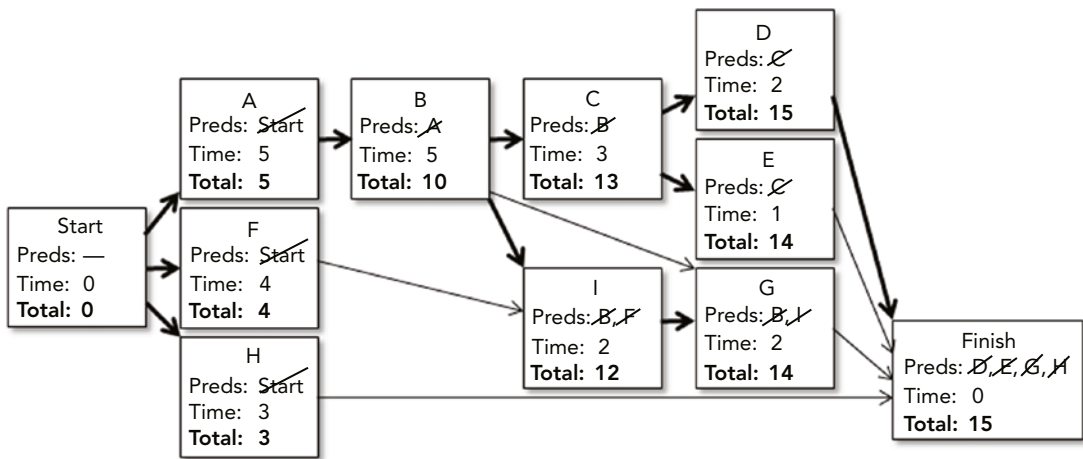 Start
Preds: —
Time: 0
Total: 0
A
Preds: Start
Time: 5
Total: 5
F
Preds: Start
Time: 4
Total: 4
H
Preds: Start
Time: 3
Total: 3
B
Preds: A
Time: 5
Total: 10
C
Preds: B
Time: 3
Total: 13
I
Preds: B, F
Time: 2
Total: 12
D
Preds: C
Time: 2
Total: 15
E
Preds: C
Time: 1
Total: 14
G
Preds: B, I
Time: 2
Total: 14
Finish
Preds: D, E, G, H
Time: 0
Total: 15